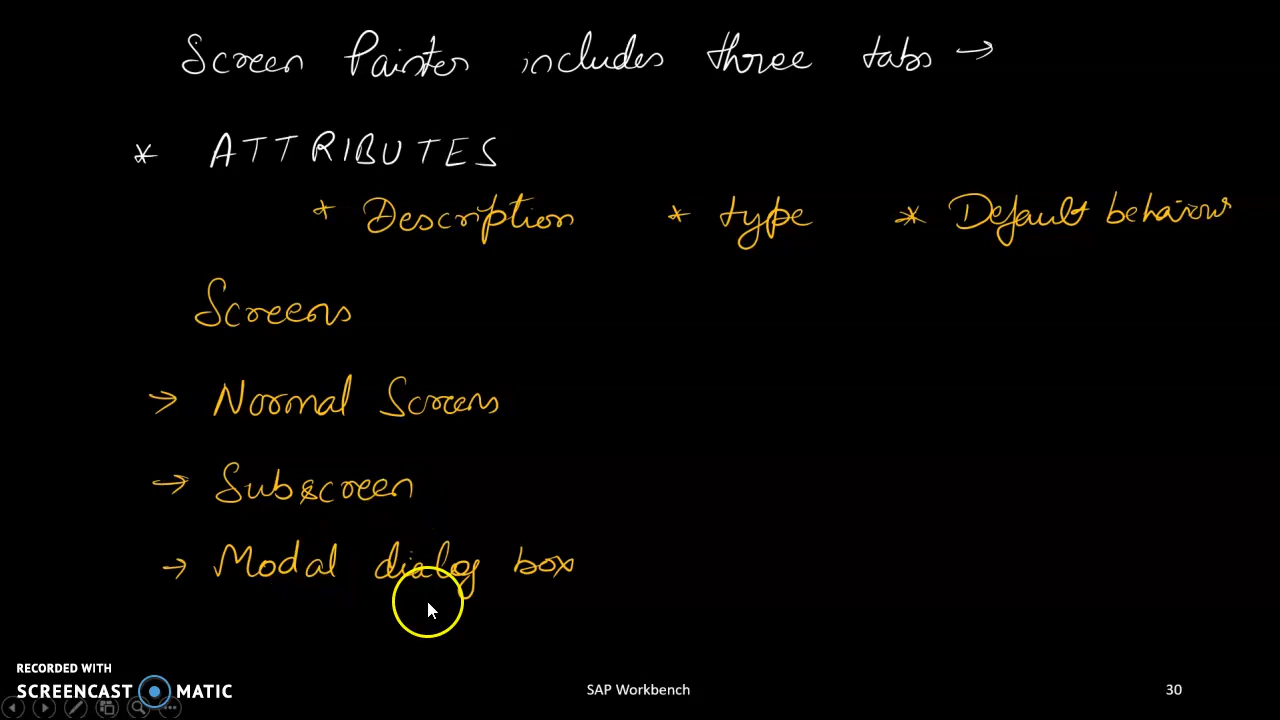 Screen Painter includes three tabs →
* ATTRIBUTES
* Description * type * Default behaviour
Screens
→ Normal Screens
→ Subscreen
→ Modal dialog box
RECORDED WITH
SCREENCAST MATIC
SAP Workbench
30